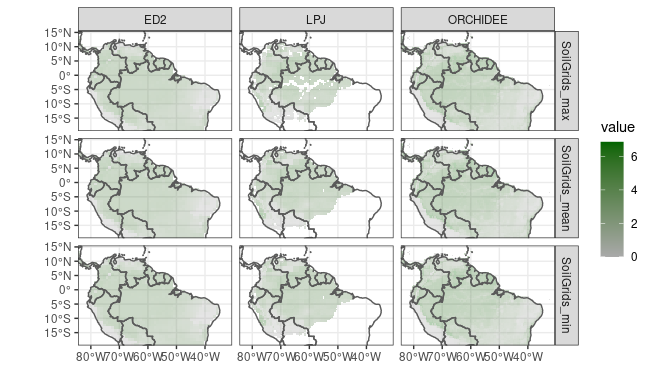 ED2 LPJ ORCHIDEE
15°N
10°N
5°N
0°
5°S
10°S
15°S
SoilGrids_max
15°N
10°N
5°N
0°
5°S
10°S
15°S
SoilGrids_mean
15°N
10°N
5°N
0°
5°S
10°S
15°S
SoilGrids_min
80°W70°W60°W50°W40°W 80°W70°W60°W50°W40°W 80°W70°W60°W50°W40°W
value
6
4
2
0